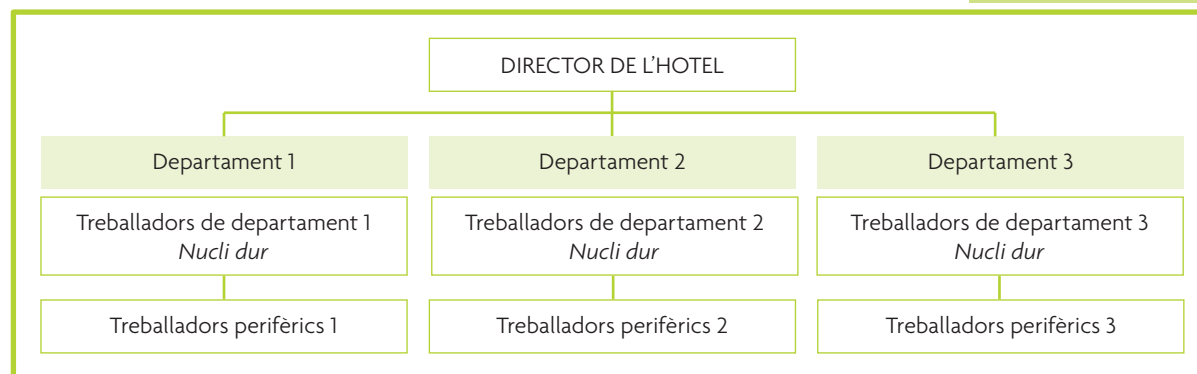 DIRECTOR DE L'HOTEL
Departament 1
Departament 2
Departament 3
Treballadors de departament 1
Nucli dur
Treballadors de departament 2
Nucli dur
Treballadors de departament 3
Nucli dur
Treballadors perifèrics 1
Treballadors perifèrics 2
Treballadors perifèrics 3